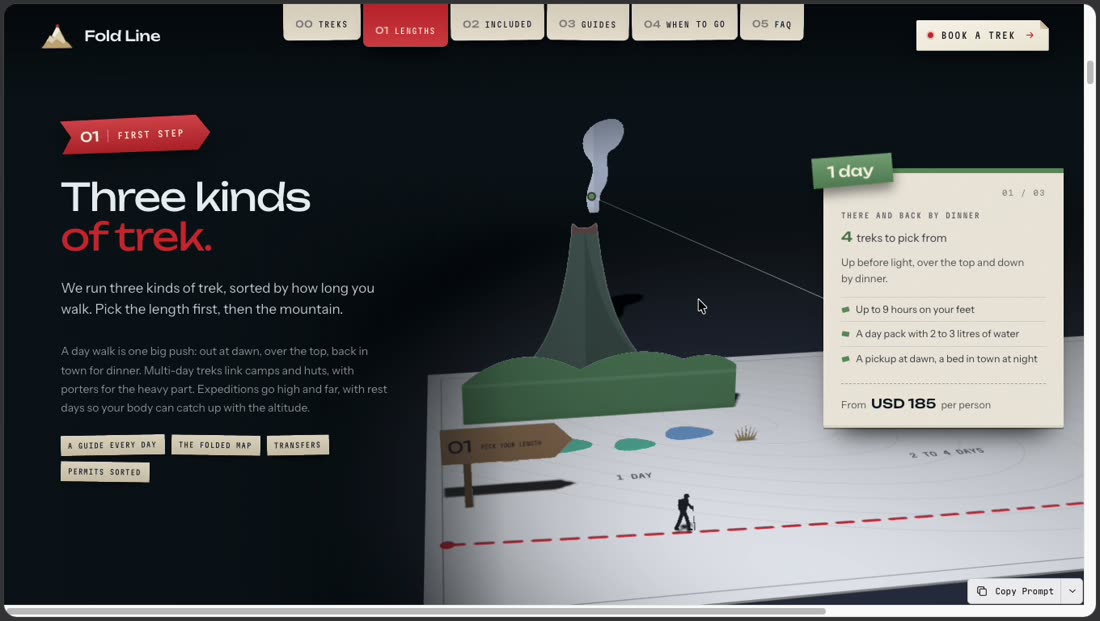 Fold Line
00 TREKS
01 LENGTHS
02 INCLUDED
03 GUIDES
04 WHEN TO GO
05 FAQ
BOOK A TREK →
01 | FIRST STEP
Three kinds
of trek.
We run three kinds of trek, sorted by how long you
walk. Pick the length first, then the mountain.
A day walk is one big push: out at dawn, over the top, back in
town for dinner. Multi-day treks link camps and huts, with
porters for the heavy part. Expeditions go high and far, with rest
days so your body can catch up with the altitude.
A GUIDE EVERY DAY
THE FOLDED MAP
TRANSFERS
PERMITS SORTED
1 day
01 / 03
THERE AND BACK BY DINNER
4 treks to pick from
Up before light, over the top and down
by dinner.
Up to 9 hours on your feet
A day pack with 2 to 3 litres of water
A pickup at dawn, a bed in town at night
From USD 185 per person
01 PICK YOUR LENGTH
1 DAY
2 TO 4 DAYS
Copy Prompt